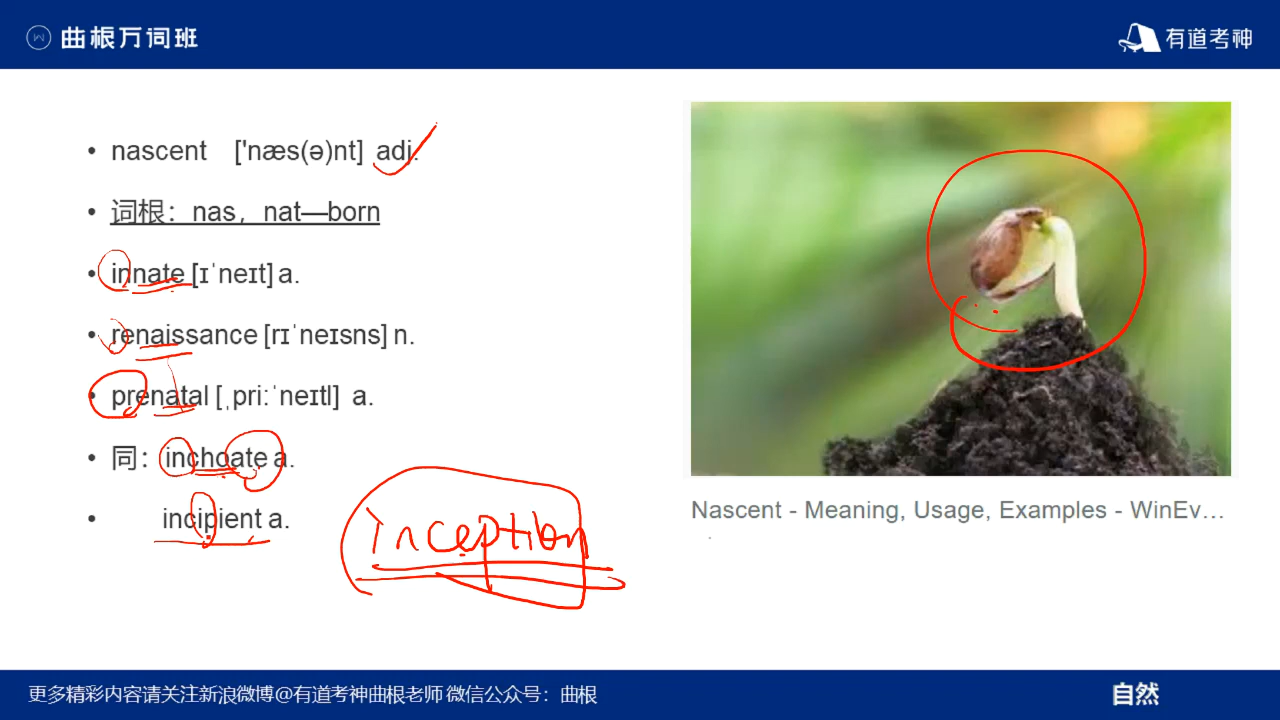 曲根万词班
有道考神
nascent ['næs(ə)nt] adj.
词根：nas，nat—born
innate [ɪˈneɪt] a.
renaissance [rɪˈneɪsns] n.
prenatal [ˌpriːˈneɪtl] a.
同：inchoate a.
incipient a.
inception
Nascent - Meaning, Usage, Examples - WinEv…
更多精彩内容请关注新浪微博@有道考神曲根老师 微信公众号：曲根
自然